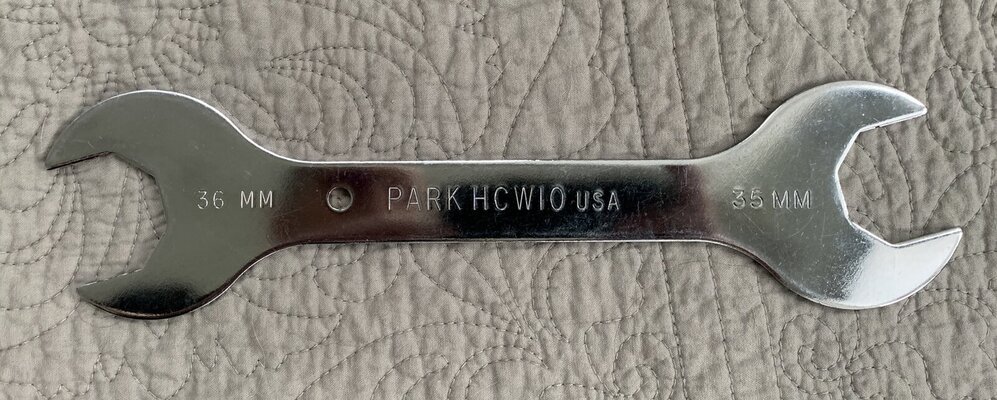 36 MM PARK HCW10 USA 35 MM